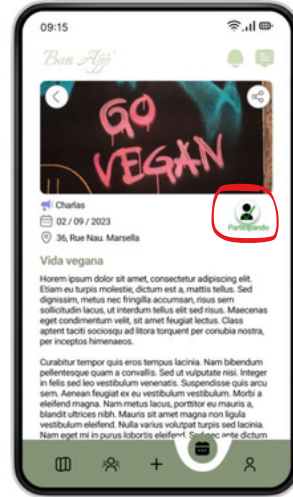 09:15
Bon App'
GO
VEGAN
Charlas
02 / 09 / 2023
Participando
36, Rue Nau. Marsella
Vida vegana
Horem ipsum dolor sit amet, consectetur adipiscing elit.
Etiam eu turpis molestie, dictum est a, mattis tellus. Sed
dignissim, metus nec fringilla accumsan, risus sem
sollicitudin lacus, ut interdum tellus elit sed risus. Maecenas
eget condimentum velit, sit amet feugiat lectus. Class
aptent taciti sociosqu ad litora torquent per conubia nostra,
per inceptos himenaeos.
Curabitur tempor quis eros tempus lacinia. Nam bibendum
pellentesque quam a convallis. Sed ut vulputate nisi. Integer
in felis sed leo vestibulum venenatis. Suspendisse quis arcu
sem. Aenean feugiat ex eu vestibulum vestibulum. Morbi a
eleifend magna. Nam metus lacus, porttitor eu mauris a,
blandit ultrices nibh. Mauris sit amet magna non ligula
vestibulum eleifend. Nulla varius volutpat turpis sed lacinia.
Nam eget mi in purus lobortis eleifend. Sed nec ante dictum